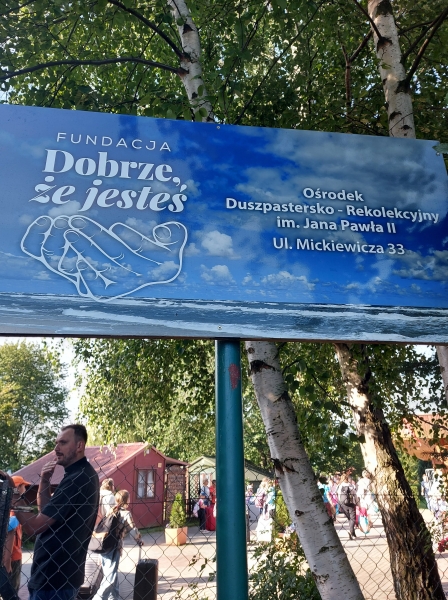 FUNDACJA
Dobrze,
że jesteś
Ośrodek
Duszpastersko - Rekolekcyjny
im. Jana Pawła II
Ul. Mickiewicza 33